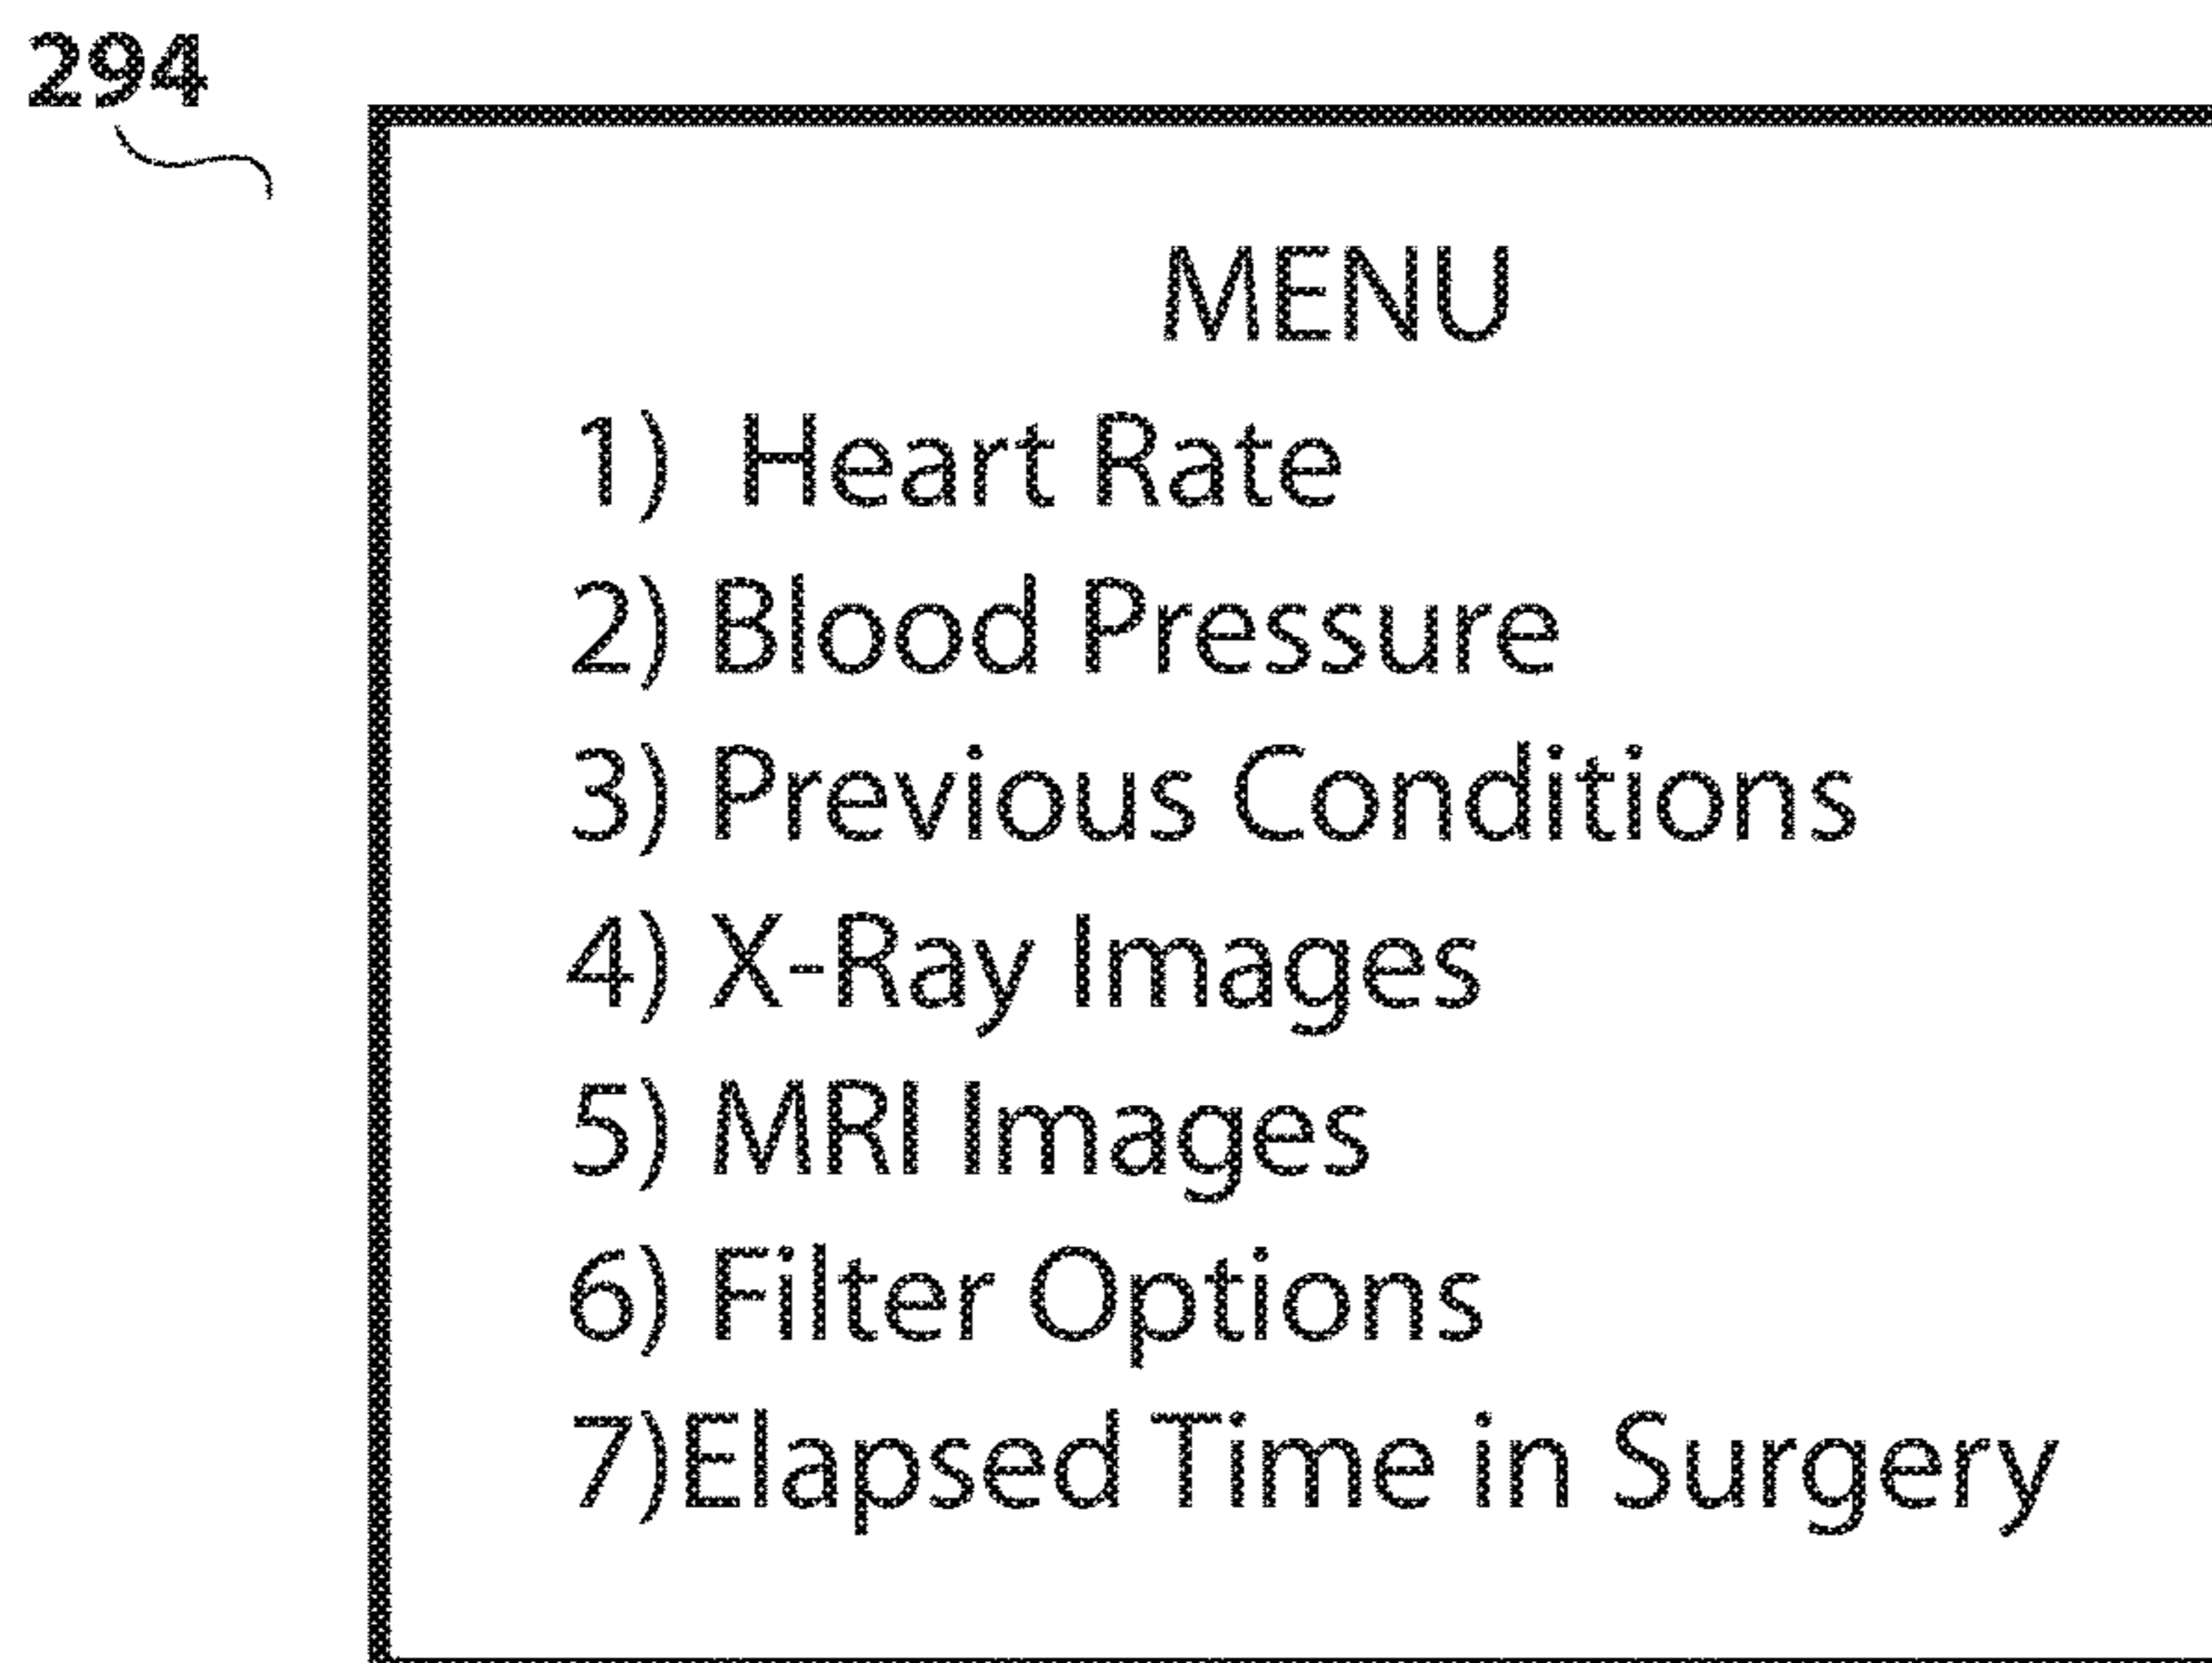 294
MENU
1) Heart Rate
2) Blood Pressure
3) Previous Conditions
4) X-Ray Images
5) MRI Images
6) Filter Options
7)Elapsed Time in Surgery